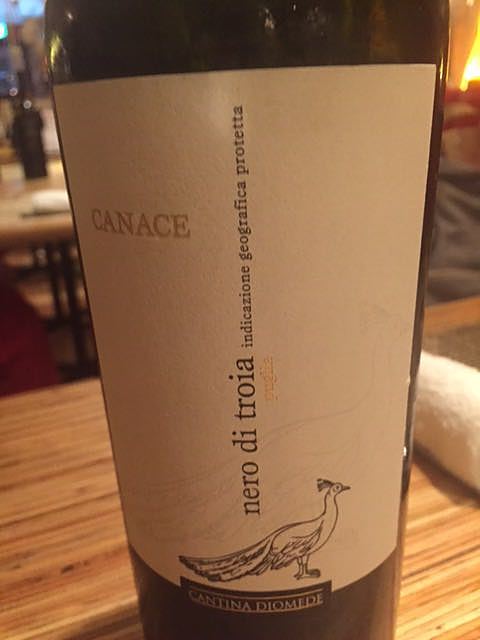 CANACE
nero di troia indicazione geografica protetta
puglia
CANTINA DIOMEDE